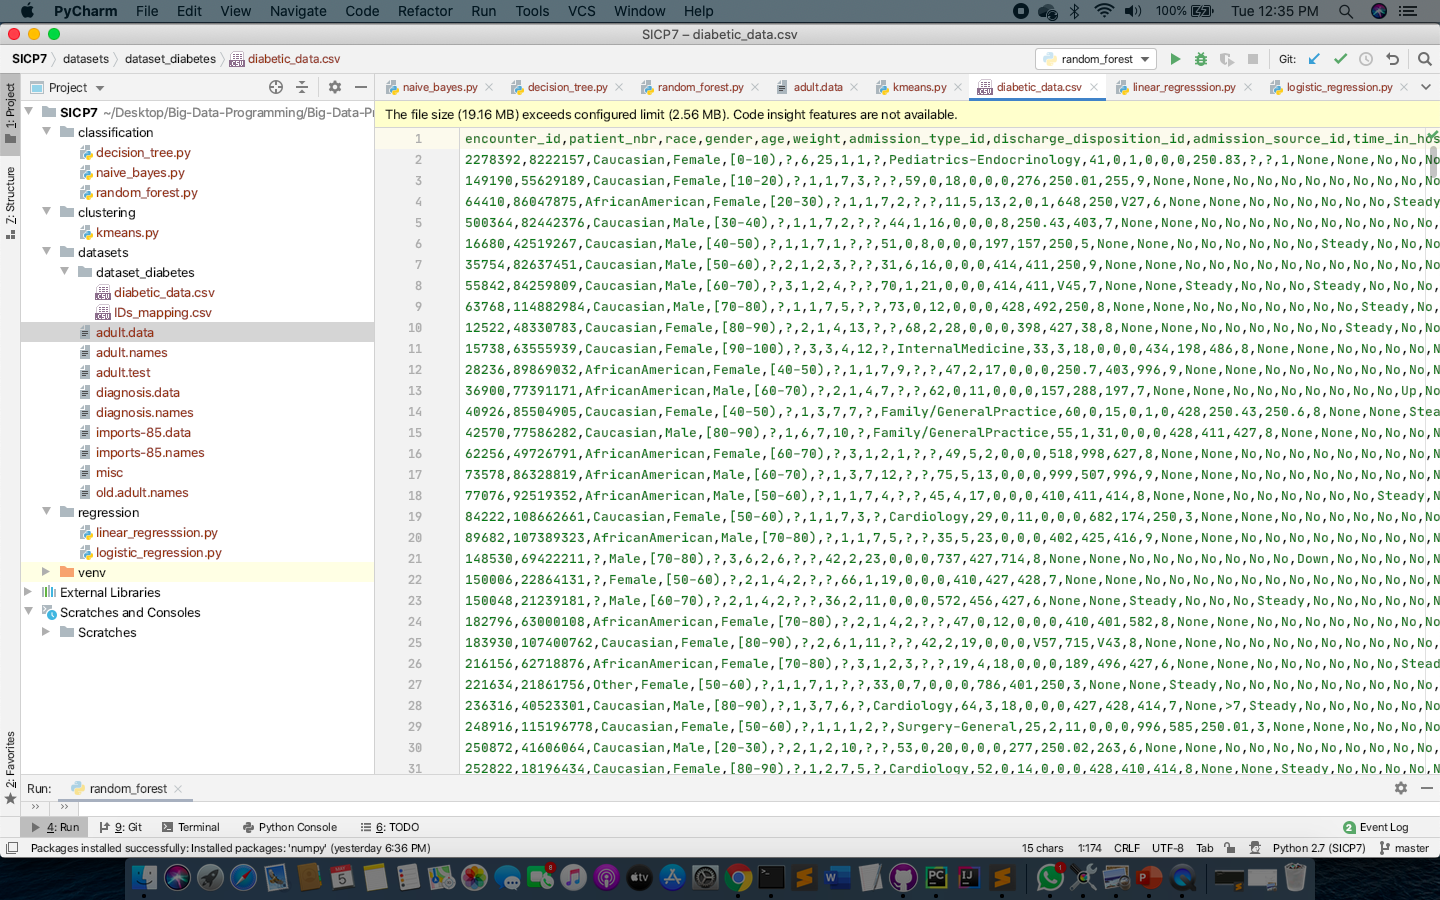 PyCharm File Edit View Navigate Code Refactor Run Tools VCS Window Help 100% Tue 12:35 PM
SICP7 – diabetic_data.csv
SICP7 datasets dataset_diabetes diabetic_data.csv random_forest Git:
1: Project
7: Structure
2: Favorites
Project
SICP7 ~/Desktop/Big-Data-Programming/Big-Data-Pr
classification
decision_tree.py
naive_bayes.py
random_forest.py
clustering
kmeans.py
datasets
dataset_diabetes
diabetic_data.csv
IDs_mapping.csv
adult.data
adult.names
adult.test
diagnosis.data
diagnosis.names
imports-85.data
imports-85.names
misc
old.adult.names
regression
linear_regresssion.py
logistic_regression.py
venv
External Libraries
Scratches and Consoles
Scratches
naive_bayes.py decision_tree.py random_forest.py adult.data kmeans.py diabetic_data.csv linear_regresssion.py logistic_regression.py
The file size (19.16 MB) exceeds configured limit (2.56 MB). Code insight features are not available.
1 encounter_id,patient_nbr,race,gender,age,weight,admission_type_id,discharge_disposition_id,admission_source_id,time_in_hos
2 2278392,8222157,Caucasian,Female,[0-10),?,6,25,1,1,?,Pediatrics-Endocrinology,41,0,1,0,0,0,250.83,?,?,1,None,None,No,No,No
3 149190,55629189,Caucasian,Female,[10-20),?,1,1,7,3,?,?,59,0,18,0,0,0,276,250.01,255,9,None,None,No,No,No,No,No,No,No,No,No
4 64410,86047875,AfricanAmerican,Female,[20-30),?,1,1,7,2,?,?,11,5,13,2,0,1,648,250,V27,6,None,None,No,No,No,No,No,No,Steady
5 500364,82442376,Caucasian,Male,[30-40),?,1,1,7,2,?,?,44,1,16,0,0,0,8,250.43,403,7,None,None,No,No,No,No,No,No,No,No,No,No,
6 16680,42519267,Caucasian,Male,[40-50),?,1,1,7,1,?,?,51,0,8,0,0,0,197,157,250,5,None,None,No,No,No,No,No,No,Steady,No,No,No,
7 35754,82637451,Caucasian,Male,[50-60),?,2,1,2,3,?,?,31,6,16,0,0,0,414,411,250,9,None,None,No,No,No,No,No,No,No,No,No,No,N
8 55842,84259809,Caucasian,Male,[60-70),?,3,1,2,4,?,?,70,1,21,0,0,0,414,411,V45,7,None,None,Steady,No,No,No,Steady,No,No,N
9 63768,114882984,Caucasian,Male,[70-80),?,1,1,7,5,?,?,73,0,12,0,0,0,428,492,250,8,None,None,No,No,No,No,No,No,No,Steady,No,
10 12522,48330783,Caucasian,Female,[80-90),?,2,1,4,13,?,?,68,2,28,0,0,0,398,427,38,8,None,None,No,No,No,No,No,No,Steady,No,No
11 15738,63555939,Caucasian,Female,[90-100),?,3,3,4,12,?,InternalMedicine,33,3,18,0,0,0,434,198,486,8,None,None,No,No,No,No,N
12 28236,89869032,AfricanAmerican,Female,[40-50),?,1,1,7,9,?,?,47,2,17,0,0,0,250.7,403,996,9,None,None,No,No,No,No,No,No,No,N
13 36900,77391171,AfricanAmerican,Male,[60-70),?,2,1,4,7,?,?,62,0,11,0,0,0,157,288,197,7,None,None,No,No,No,No,No,No,Up,No,No
14 40926,85504905,Caucasian,Female,[40-50),?,1,3,7,7,?,Family/GeneralPractice,60,0,15,0,1,0,428,250.43,250.6,8,None,None,Stea
15 42570,77586282,Caucasian,Male,[80-90),?,1,6,7,10,?,Family/GeneralPractice,55,1,31,0,0,0,428,411,427,8,None,None,No,No,No,N
16 62256,49726791,AfricanAmerican,Female,[60-70),?,3,1,2,1,?,?,49,5,2,0,0,0,518,998,627,8,None,None,No,No,No,No,No,No,No,No,N
17 73578,86328819,AfricanAmerican,Male,[60-70),?,1,3,7,12,?,?,75,5,13,0,0,0,999,507,996,9,None,None,No,No,No,No,No,No,No,No,N
18 77076,92519352,AfricanAmerican,Male,[50-60),?,1,1,7,4,?,?,45,4,17,0,0,0,410,411,414,8,None,None,No,No,No,No,No,No,Steady,N
19 84222,108662661,Caucasian,Female,[50-60),?,1,1,7,3,?,Cardiology,29,0,11,0,0,0,682,174,250,3,None,None,No,No,No,No,No,No,N
20 89682,107389323,AfricanAmerican,Male,[70-80),?,1,1,7,5,?,?,35,5,23,0,0,0,402,425,416,9,None,None,No,No,No,No,No,No,No,No,N
21 148530,69422211,?,Male,[70-80),?,3,6,2,6,?,?,42,2,23,0,0,0,737,427,714,8,None,None,No,No,No,No,No,No,Down,No,No,No,No,No,N
22 150006,22864131,?,Female,[50-60),?,2,1,4,2,?,?,66,1,19,0,0,0,410,427,428,7,None,None,No,No,No,No,No,No,No,No,No,No,No,No,N
23 150048,21239181,?,Male,[60-70),?,2,1,4,2,?,?,36,2,11,0,0,0,572,456,427,6,None,None,Steady,No,No,No,Steady,No,No,No,No,No,N
24 182796,63000108,AfricanAmerican,Female,[70-80),?,2,1,4,2,?,?,47,0,12,0,0,0,410,401,582,8,None,None,No,No,No,No,No,No,No,N
25 183930,107400762,Caucasian,Female,[80-90),?,2,6,1,11,?,?,42,2,19,0,0,0,V57,715,V43,8,None,None,No,No,No,No,No,No,No,No,N
26 216156,62718876,AfricanAmerican,Female,[70-80),?,3,1,2,3,?,?,19,4,18,0,0,0,189,496,427,6,None,None,No,No,No,No,No,No,Stead
27 221634,21861756,Other,Female,[50-60),?,1,1,7,1,?,?,33,0,7,0,0,0,786,401,250,3,None,None,Steady,No,No,No,No,No,No,No,No,No,N
28 236316,40523301,Caucasian,Male,[80-90),?,1,3,7,6,?,Cardiology,64,3,18,0,0,0,427,428,414,7,None,>7,Steady,No,No,No,No,No,No
29 248916,115196778,Caucasian,Female,[50-60),?,1,1,1,2,?,Surgery-General,25,2,11,0,0,0,996,585,250.01,3,None,None,No,No,No,No
30 250872,41606064,Caucasian,Male,[20-30),?,2,1,2,10,?,?,53,0,20,0,0,0,277,250.02,263,6,None,None,No,No,No,No,No,No,No,No,No,
31 252822,18196434,Caucasian,Female,[80-90),?,1,2,7,5,?,Cardiology,52,0,14,0,0,0,428,410,414,8,None,None,Steady,No,No,No,No,N
Run: random_forest
4: Run 9: Git Terminal Python Console 6: TODO 2 Event Log
Packages installed successfully: Installed packages: 'numpy' (yesterday 6:36 PM) 15 chars 1:174 CRLF UTF-8 Tab Python 2.7 (SICP7) master